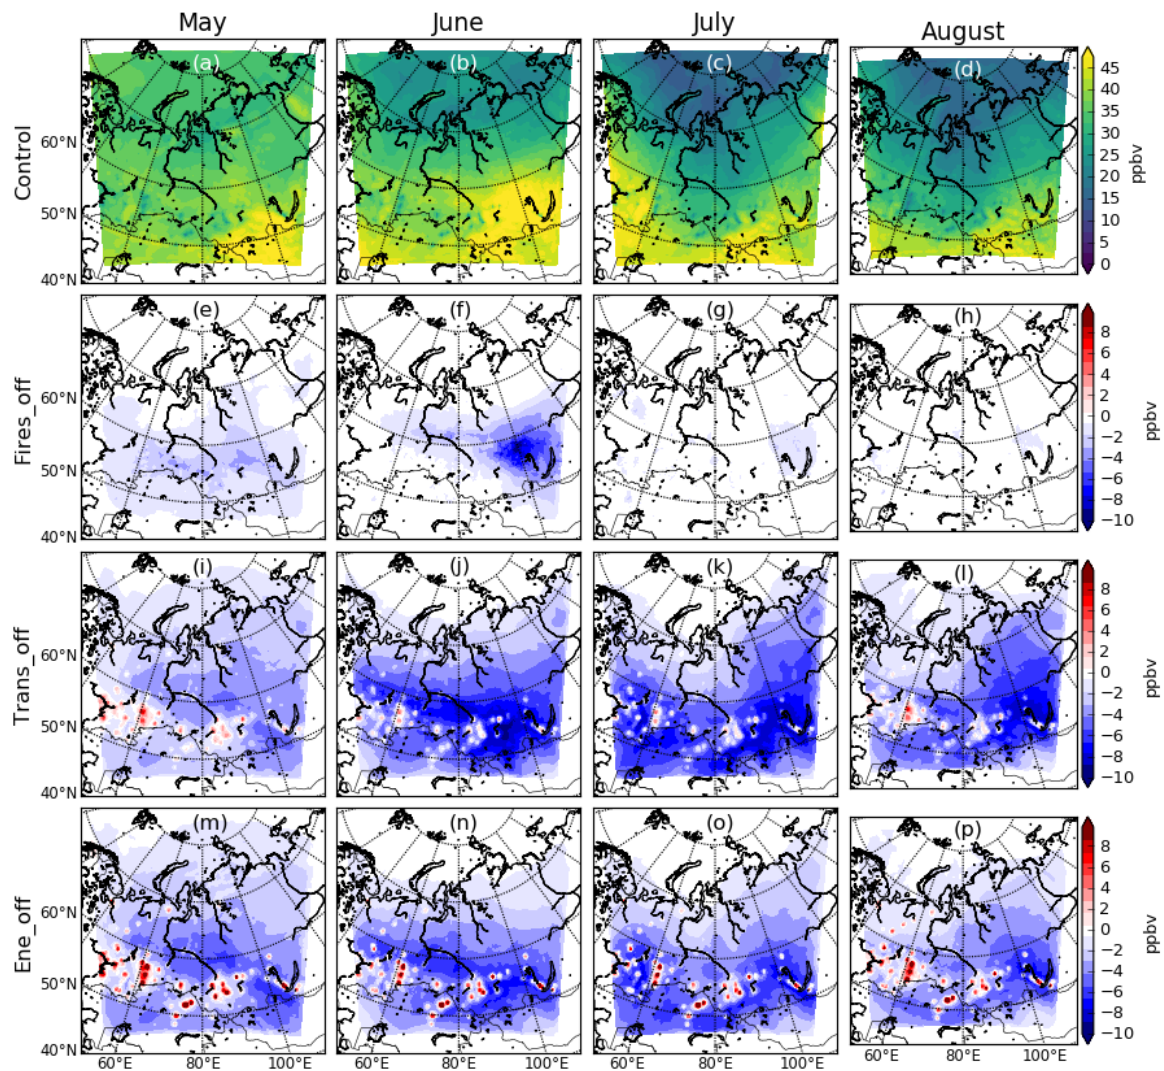 May June July August
Control
(a) (b) (c) (d)
60°N
50°N
40°N
45
40
35
30
25
20
15
10
5
0
ppbv
Fires_off
(e) (f) (g) (h)
60°N
50°N
40°N
8
6
4
2
0
−2
−4
−6
−8
−10
ppbv
Trans_off
(i) (j) (k) (l)
60°N
50°N
40°N
8
6
4
2
0
−2
−4
−6
−8
−10
ppbv
Ene_off
(m) (n) (o) (p)
60°N
50°N
40°N
8
6
4
2
0
−2
−4
−6
−8
−10
ppbv
60°E 80°E 100°E 60°E 80°E 100°E 60°E 80°E 100°E 60°E 80°E 100°E